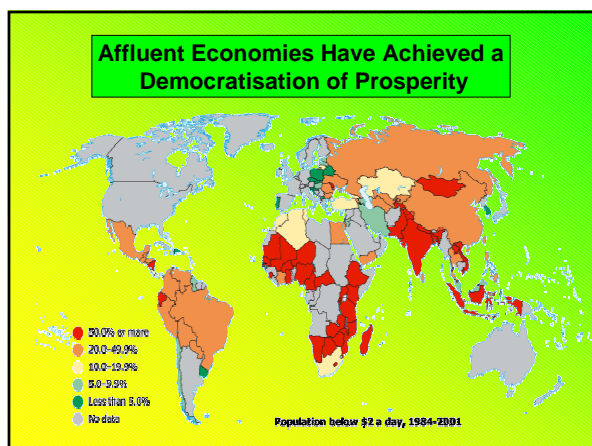 Affluent Economies Have Achieved a
Democratisation of Prosperity
50.0% or more
20.0–49.9%
10.0–19.9%
5.0–9.9%
Less than 5.0%
No data
Population below $2 a day, 1984-2001